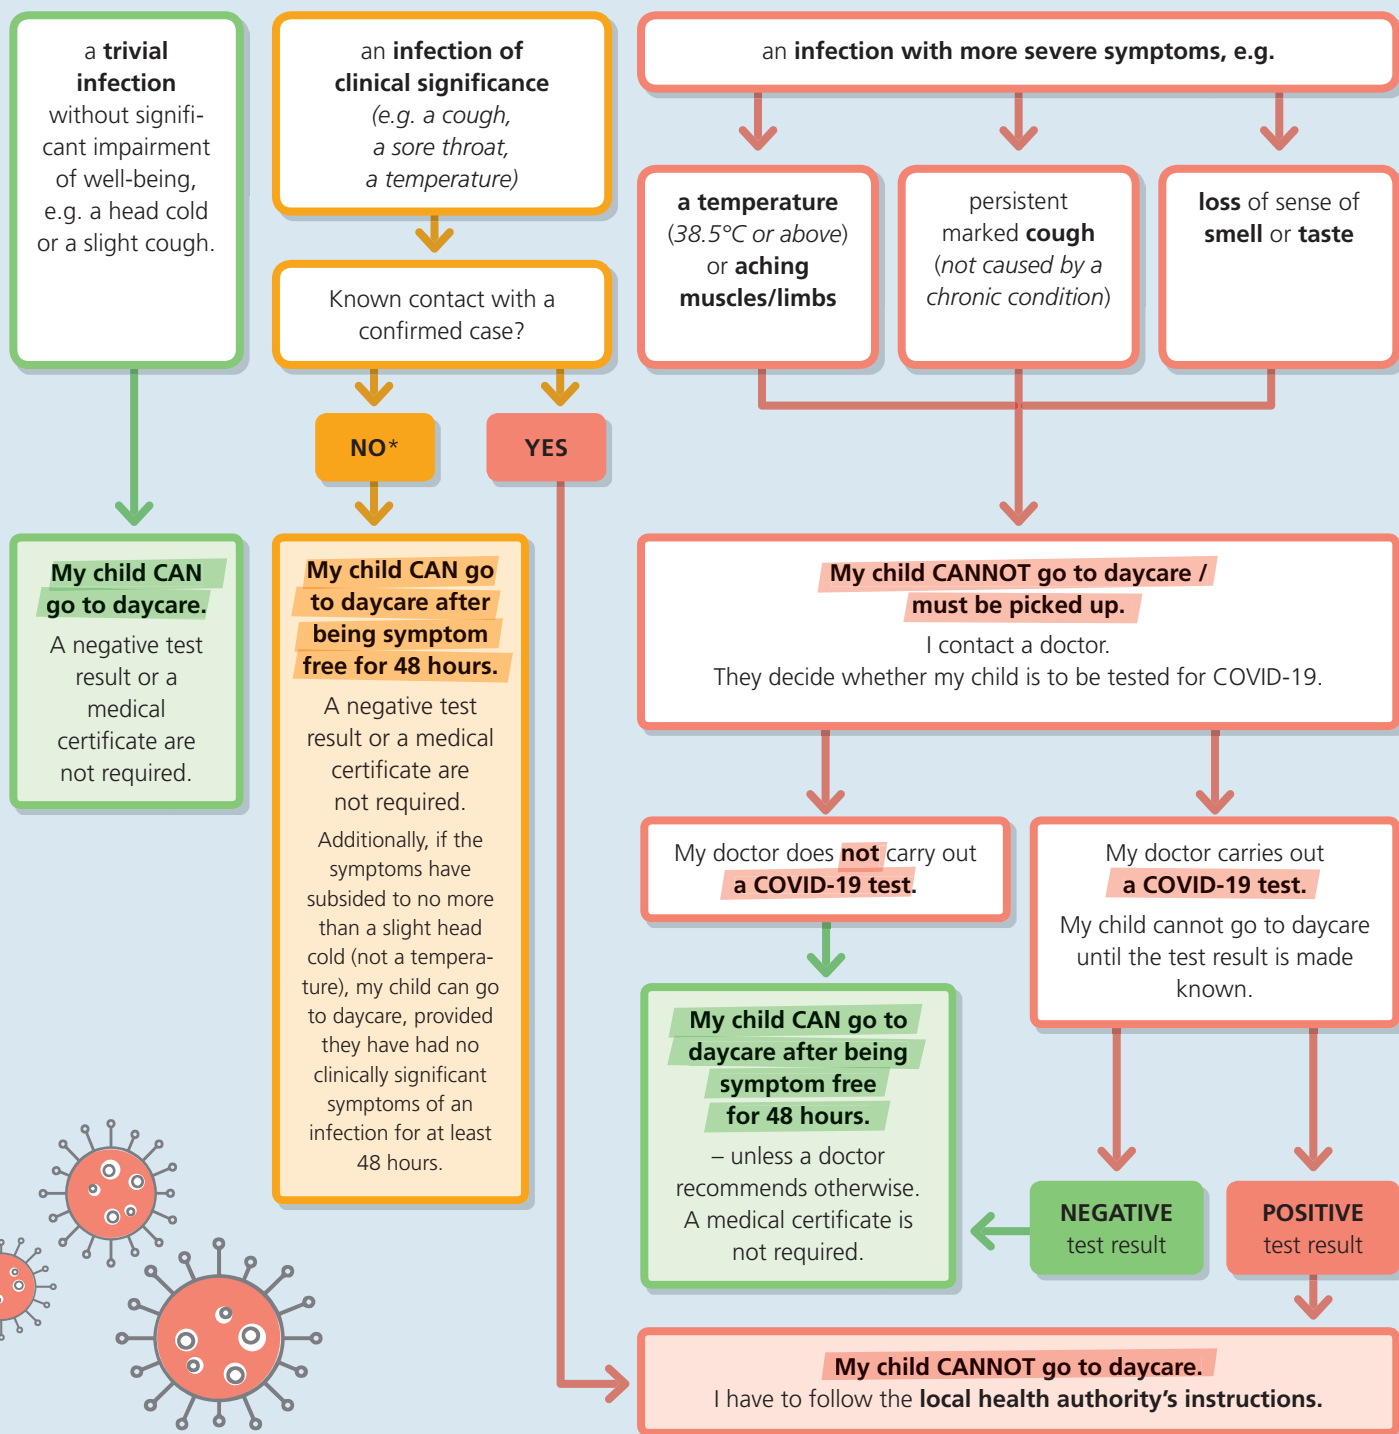 a trivial
infection
without signifi-
cant impairment
of well-being,
e.g. a head cold
or a slight cough.
My child CAN
go to daycare.
A negative test
result or a
medical
certificate are
not required.
an infection of
clinical significance
(e.g. a cough,
a sore throat,
a temperature)
Known contact with a
confirmed case?
NO*
YES
My child CAN go
to daycare after
being symptom
free for 48 hours.
A negative test
result or a medical
certificate are
not required.
Additionally, if the
symptoms have
subsided to no more
than a slight head
cold (not a tempera-
ture), my child can go
to daycare, provided
they have had no
clinically significant
symptoms of an
infection for at least
48 hours.
an infection with more severe symptoms, e.g.
a temperature
(38.5°C or above)
or aching
muscles/limbs
persistent
marked cough
(not caused by a
chronic condition)
loss of sense of
smell or taste
My child CANNOT go to daycare /
must be picked up.
I contact a doctor.
They decide whether my child is to be tested for COVID-19.
My doctor does not carry out
a COVID-19 test.
My child CAN go to
daycare after being
symptom free
for 48 hours.
– unless a doctor
recommends otherwise.
A medical certificate is
not required.
My doctor carries out
a COVID-19 test.
My child cannot go to daycare
until the test result is made
known.
NEGATIVE
test result
POSITIVE
test result
My child CANNOT go to daycare.
I have to follow the local health authority's instructions.